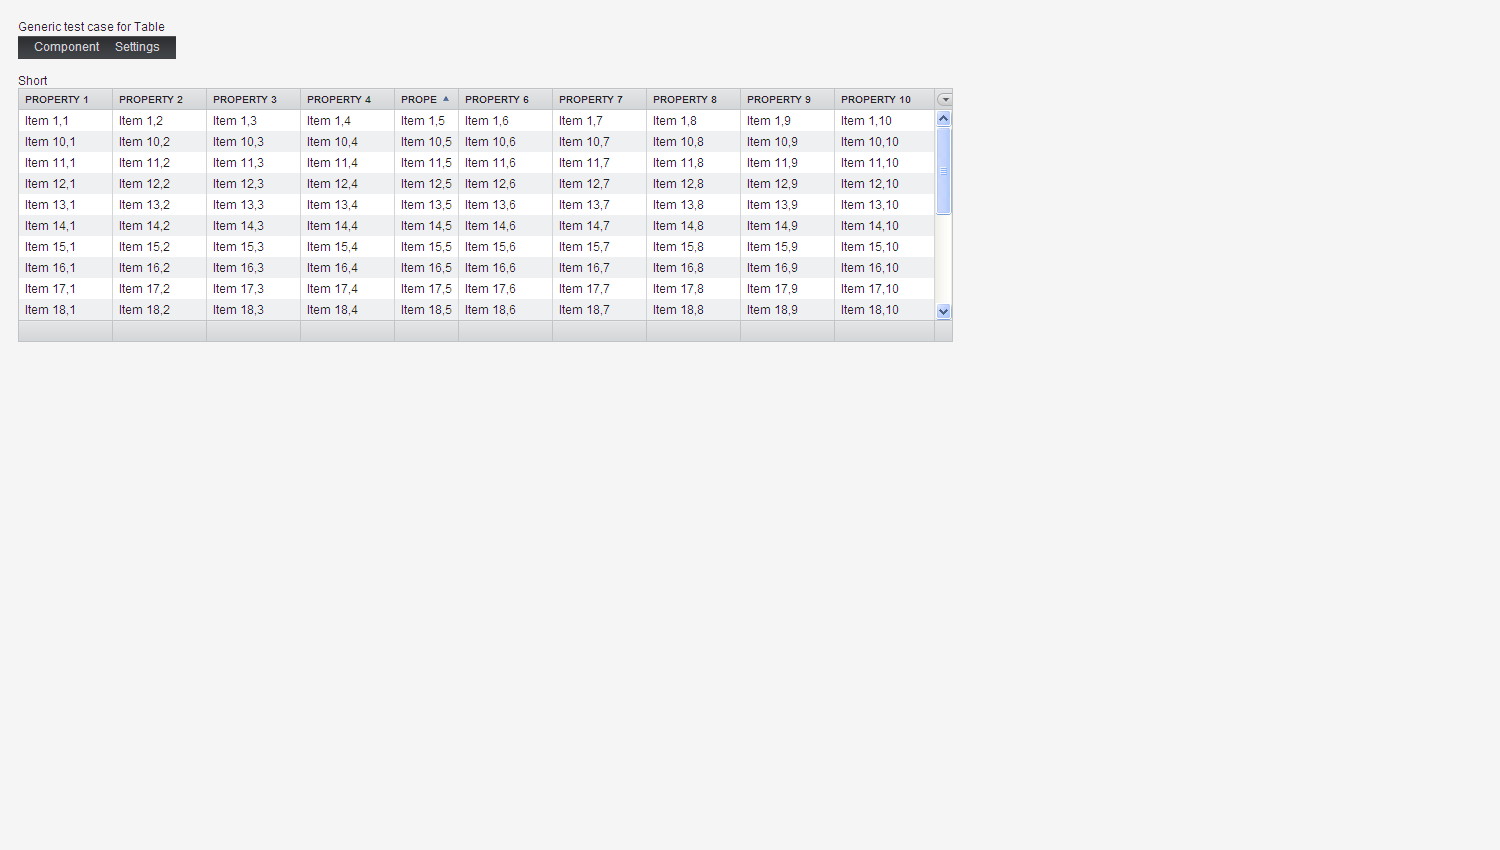 Generic test case for Table
Component Settings
Short
PROPERTY 1 PROPERTY 2 PROPERTY 3 PROPERTY 4 PROPE PROPERTY 6 PROPERTY 7 PROPERTY 8 PROPERTY 9 PROPERTY 10
Item 1,1 Item 1,2 Item 1,3 Item 1,4 Item 1,5 Item 1,6 Item 1,7 Item 1,8 Item 1,9 Item 1,10
Item 10,1 Item 10,2 Item 10,3 Item 10,4 Item 10,5 Item 10,6 Item 10,7 Item 10,8 Item 10,9 Item 10,10
Item 11,1 Item 11,2 Item 11,3 Item 11,4 Item 11,5 Item 11,6 Item 11,7 Item 11,8 Item 11,9 Item 11,10
Item 12,1 Item 12,2 Item 12,3 Item 12,4 Item 12,5 Item 12,6 Item 12,7 Item 12,8 Item 12,9 Item 12,10
Item 13,1 Item 13,2 Item 13,3 Item 13,4 Item 13,5 Item 13,6 Item 13,7 Item 13,8 Item 13,9 Item 13,10
Item 14,1 Item 14,2 Item 14,3 Item 14,4 Item 14,5 Item 14,6 Item 14,7 Item 14,8 Item 14,9 Item 14,10
Item 15,1 Item 15,2 Item 15,3 Item 15,4 Item 15,5 Item 15,6 Item 15,7 Item 15,8 Item 15,9 Item 15,10
Item 16,1 Item 16,2 Item 16,3 Item 16,4 Item 16,5 Item 16,6 Item 16,7 Item 16,8 Item 16,9 Item 16,10
Item 17,1 Item 17,2 Item 17,3 Item 17,4 Item 17,5 Item 17,6 Item 17,7 Item 17,8 Item 17,9 Item 17,10
Item 18,1 Item 18,2 Item 18,3 Item 18,4 Item 18,5 Item 18,6 Item 18,7 Item 18,8 Item 18,9 Item 18,10